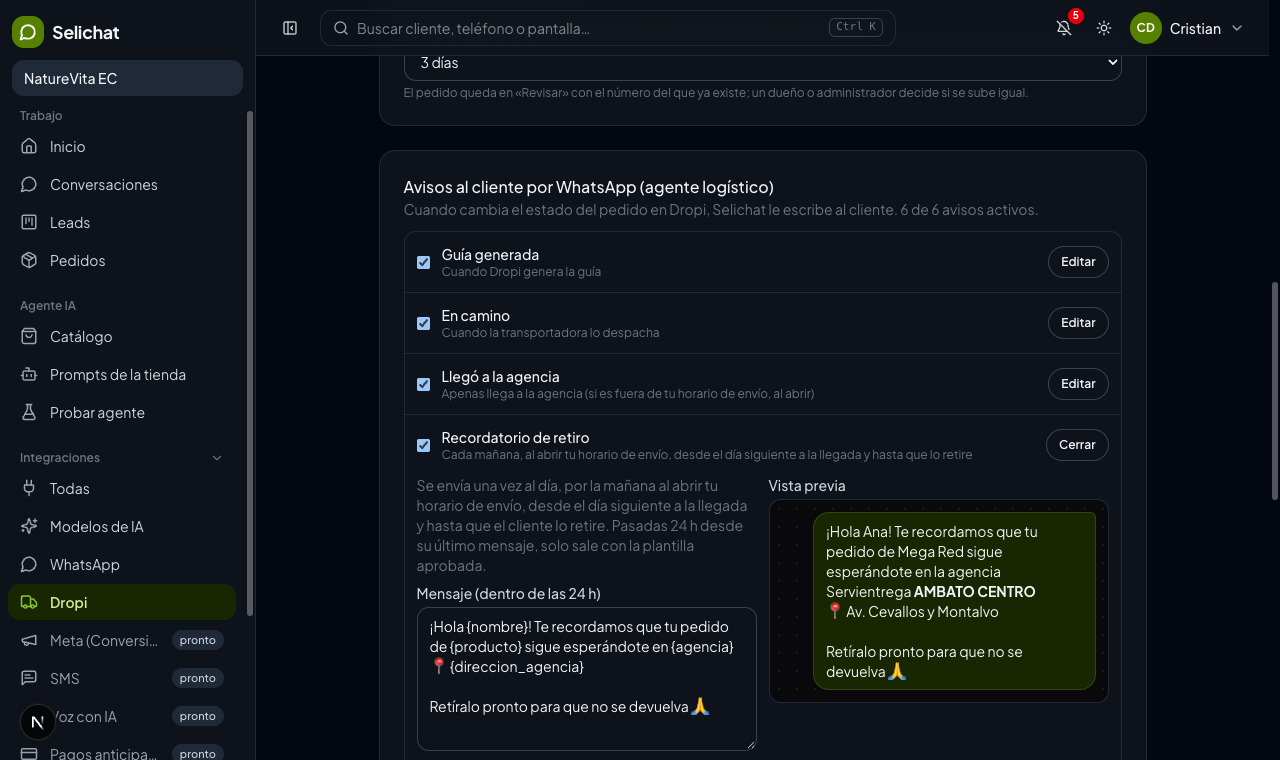 Selichat
NatureVita EC
Trabajo
Inicio
Conversaciones
Leads
Pedidos
Agente IA
Catálogo
Prompts de la tienda
Probar agente
Integraciones
Todas
Modelos de IA
WhatsApp
Dropi
Meta (Conversi... pronto
SMS pronto
Voz con IA pronto
Pagos anticipa... pronto
N
Buscar cliente, teléfono o pantalla... Ctrl K
5
CD Cristian
3 días
El pedido queda en «Revisar» con el número del que ya existe; un dueño o administrador decide si se sube igual.
Avisos al cliente por WhatsApp (agente logístico)
Cuando cambia el estado del pedido en Dropi, Selichat le escribe al cliente. 6 de 6 avisos activos.
Guía generada
Cuando Dropi genera la guía
Editar
En camino
Cuando la transportadora lo despacha
Editar
Llegó a la agencia
Apenas llega a la agencia (si es fuera de tu horario de envío, al abrir)
Editar
Recordatorio de retiro
Cada mañana, al abrir tu horario de envío, desde el día siguiente a la llegada y hasta que lo retire
Cerrar
Se envía una vez al día, por la mañana al abrir tu
horario de envío, desde el día siguiente a la llegada
y hasta que el cliente lo retire. Pasadas 24 h desde
su último mensaje, solo sale con la plantilla
aprobada.
Mensaje (dentro de las 24 h)
¡Hola {nombre}! Te recordamos que tu pedido
de {producto} sigue esperándote en {agencia}
📍 {direccion_agencia}
Retíralo pronto para que no se devuelva 🙏
Vista previa
¡Hola Ana! Te recordamos que tu
pedido de Mega Red sigue
esperándote en la agencia
Servientrega AMBATO CENTRO
📍 Av. Cevallos y Montalvo
Retíralo pronto para que no se
devuelva 🙏